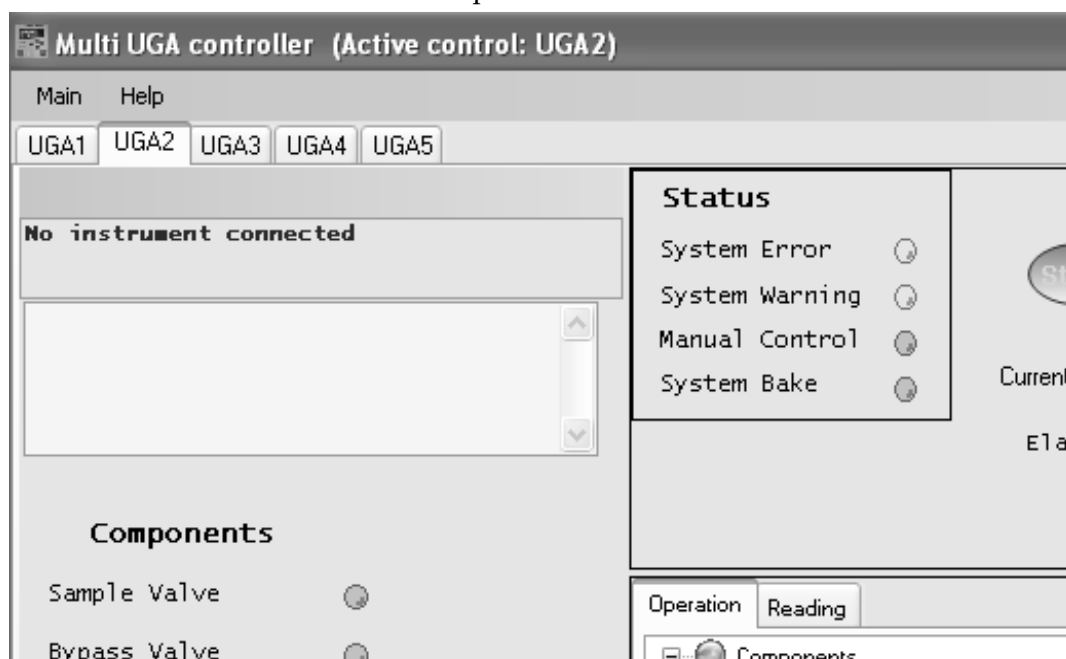 Multi UGA controller (Active control: UGA2)
Main Help
UGA1 UGA2 UGA3 UGA4 UGA5
No instrument connected
Status
System Error
System Warning
Manual Control
System Bake
Components
Sample Valve
Bypass Valve
Operation Reading
Components